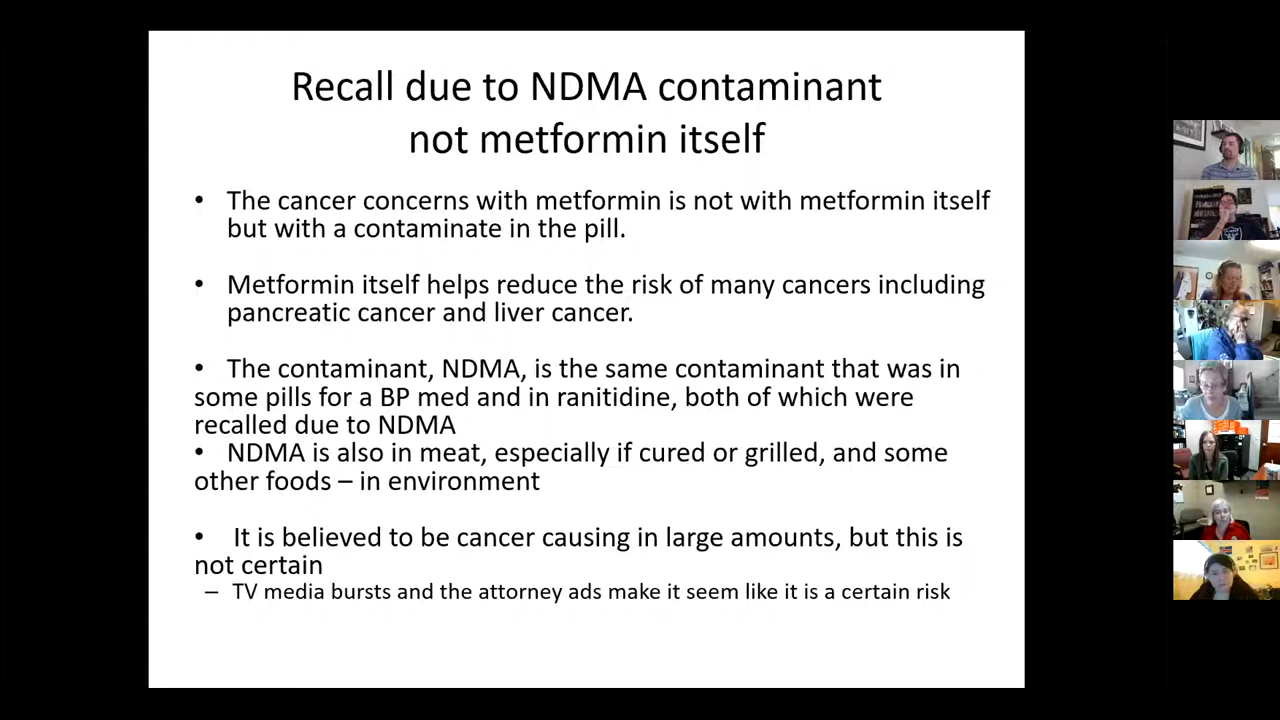 Recall due to NDMA contaminant
not metformin itself
• The cancer concerns with metformin is not with metformin itself
but with a contaminate in the pill.
• Metformin itself helps reduce the risk of many cancers including
pancreatic cancer and liver cancer.
• The contaminant, NDMA, is the same contaminant that was in
some pills for a BP med and in ranitidine, both of which were
recalled due to NDMA
• NDMA is also in meat, especially if cured or grilled, and some
other foods – in environment
• It is believed to be cancer causing in large amounts, but this is
not certain
– TV media bursts and the attorney ads make it seem like it is a certain risk